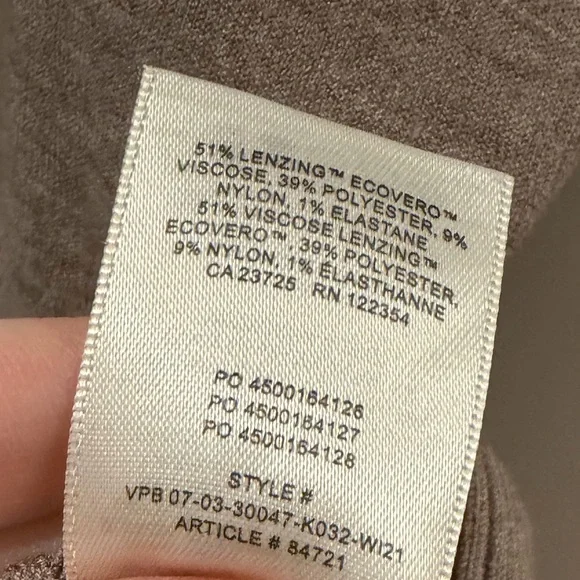 51% LENZING™ ECOVERO™
VISCOSE, 39% POLYESTER, 9%
NYLON, 1% ELASTANE
51% VISCOSE LENZING™
ECOVERO™, 39% POLYESTER,
9% NYLON, 1% ÉLASTHANNE
CA 23725 RN 122354
PO 4500164126
PO 4500164127
PO 4500164128
STYLE #
VPB 07-03-30047-K032-WI21
ARTICLE # 84721